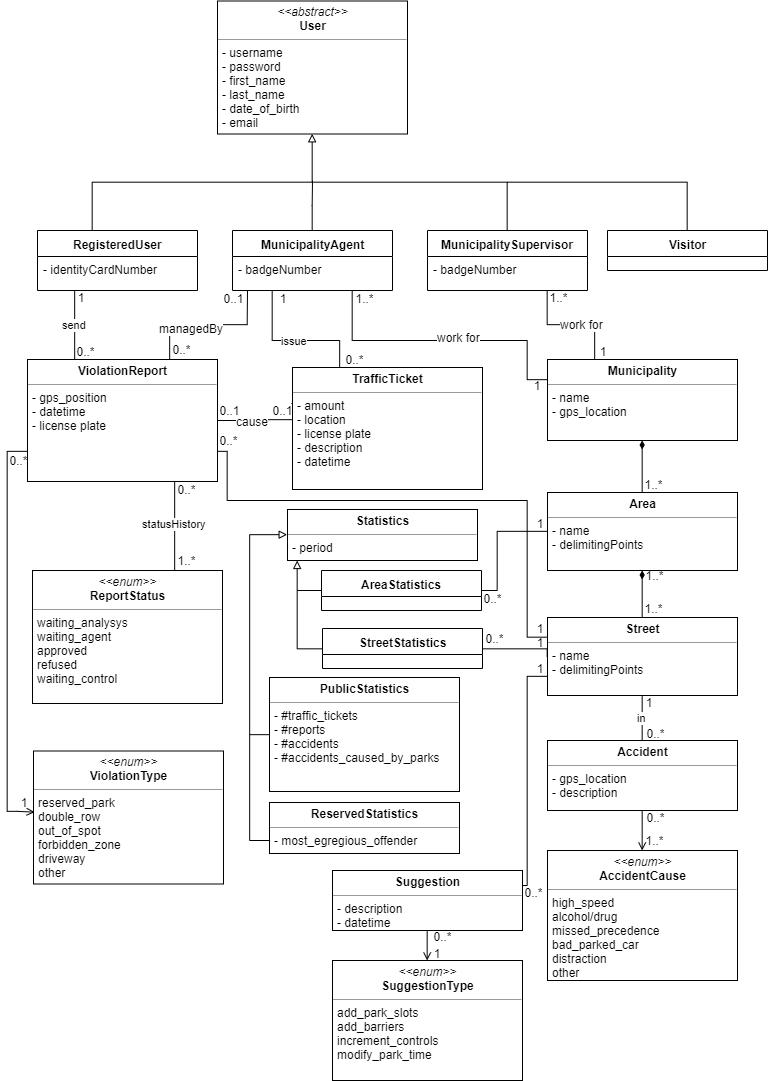 <<abstract>>
User
- username
- password
- first_name
- last_name
- date_of_birth
- email
RegisteredUser
- identityCardNumber
MunicipalityAgent
- badgeNumber
MunicipalitySupervisor
- badgeNumber
Visitor
1
0..1
1
1..*
1..*
send
managedBy
issue
work for
work for
0..*
0..*
0..*
1
1
ViolationReport
- gps_position
- datetime
- license plate
TrafficTicket
- amount
- location
- license plate
- description
- datetime
Municipality
- name
- gps_location
0..1
cause
0..1
0..*
0..*
0..*
statusHistory
1..*
1..*
Area
- name
- delimitingPoints
1
Statistics
- period
AreaStatistics
0..*
StreetStatistics
0..*
1..*
1..*
1
1
1
Street
- name
- delimitingPoints
<<enum>>
ReportStatus
waiting_analysys
waiting_agent
approved
refused
waiting_control
PublicStatistics
- #traffic_tickets
- #reports
- #accidents
- #accidents_caused_by_parks
1
in
0..*
Accident
- gps_location
- description
<<enum>>
ViolationType
reserved_park
double_row
out_of_spot
forbidden_zone
driveway
other
1
ReservedStatistics
- most_egregious_offender
0..*
1..*
<<enum>>
AccidentCause
high_speed
alcohol/drug
missed_precedence
bad_parked_car
distraction
other
Suggestion
- description
- datetime
0..*
0..*
1
<<enum>>
SuggestionType
add_park_slots
add_barriers
increment_controls
modify_park_time